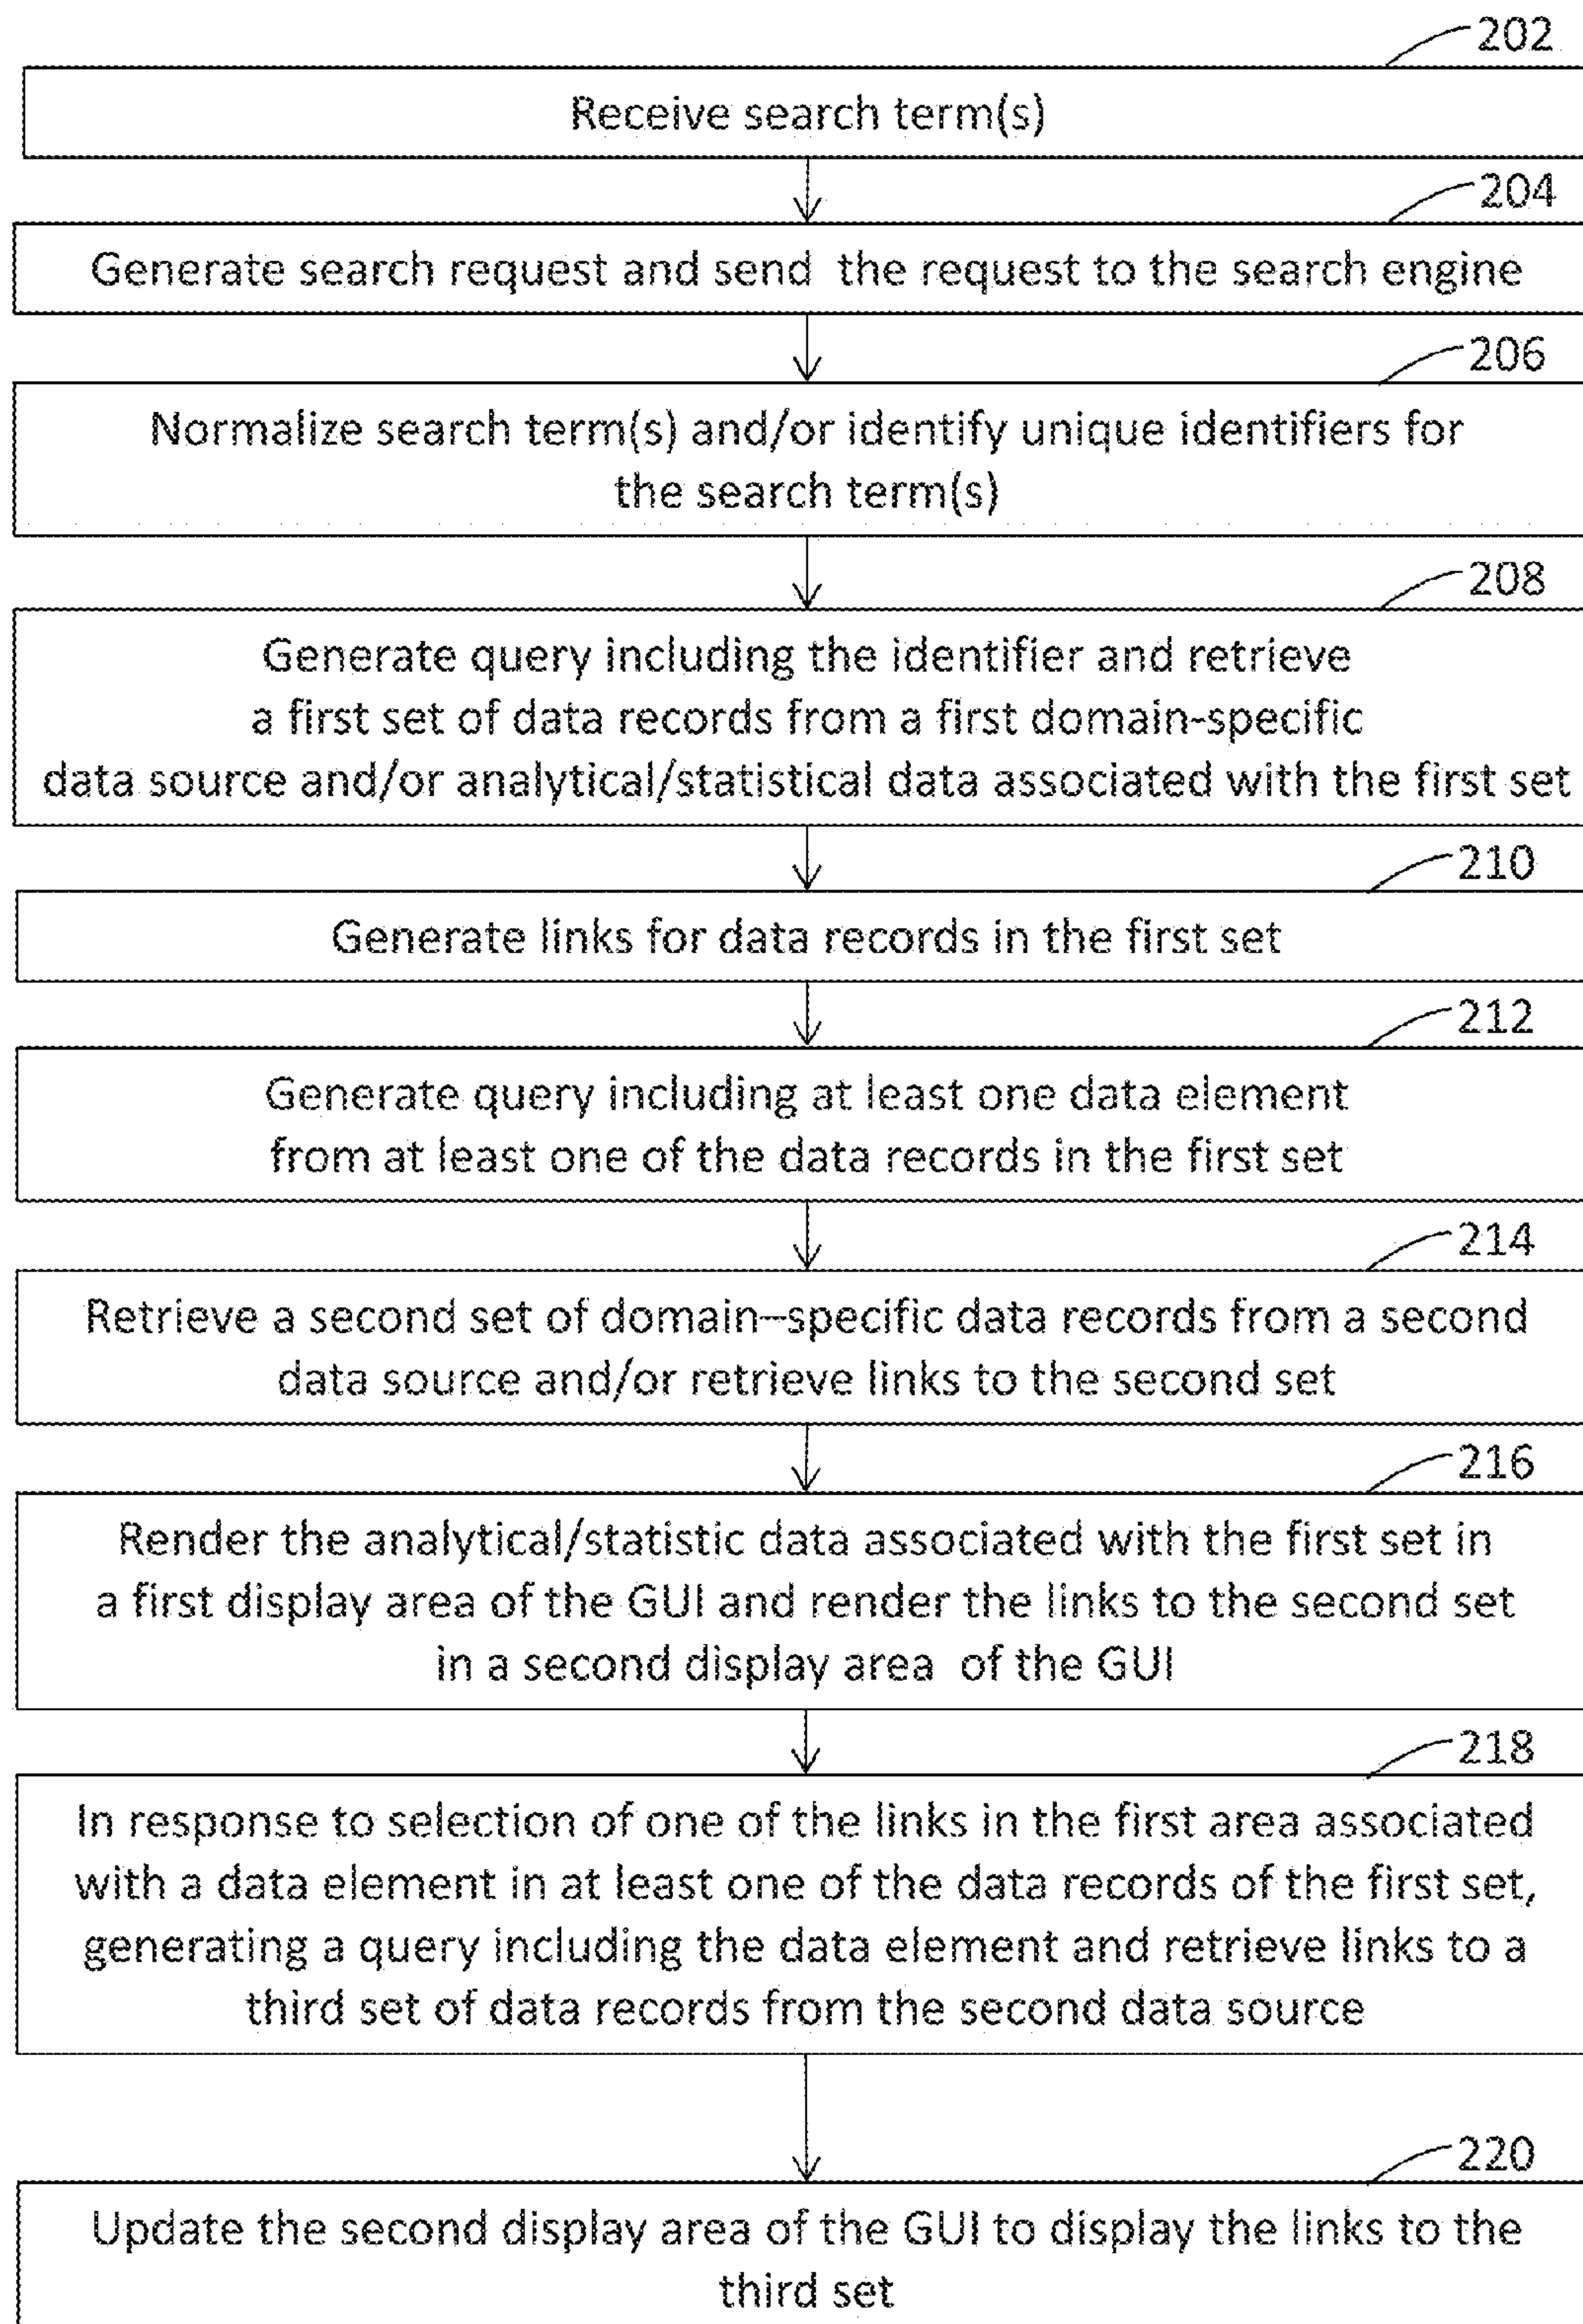 202
Receive search term(s)
204
Generate search request and send the request to the search engine
206
Normalize search term(s) and/or identify unique identifiers for
the search term(s)
208
Generate query including the identifier and retrieve
a first set of data records from a first domain-specific
data source and/or analytical/statistical data associated with the first set
210
Generate links for data records in the first set
212
Generate query including at least one data element
from at least one of the data records in the first set
214
Retrieve a second set of domain–specific data records from a second
data source and/or retrieve links to the second set
216
Render the analytical/statistic data associated with the first set in
a first display area of the GUI and render the links to the second set
in a second display area of the GUI
218
In response to selection of one of the links in the first area associated
with a data element in at least one of the data records of the first set,
generating a query including the data element and retrieve links to a
third set of data records from the second data source
220
Update the second display area of the GUI to display the links to the
third set